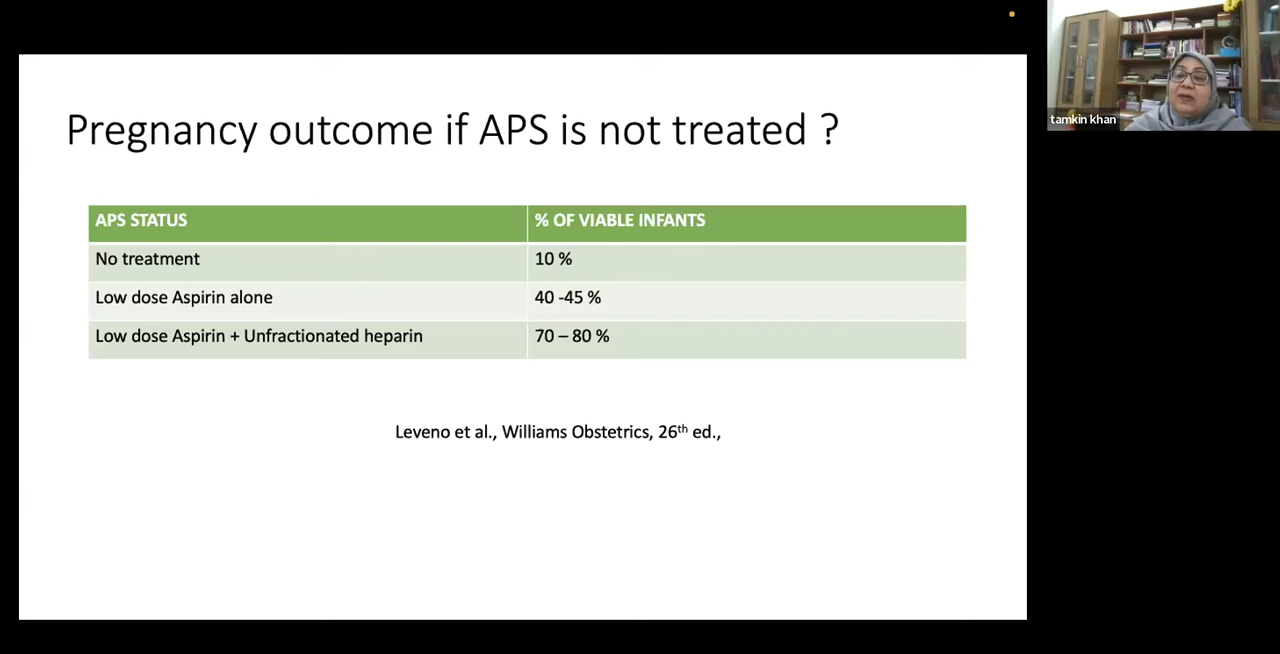 Pregnancy outcome if APS is not treated ?
APS STATUS % OF VIABLE INFANTS
No treatment 10 %
Low dose Aspirin alone 40 -45 %
Low dose Aspirin + Unfractionated heparin 70 – 80 %
Leveno et al., Williams Obstetrics, 26th ed.,
tamkin khan